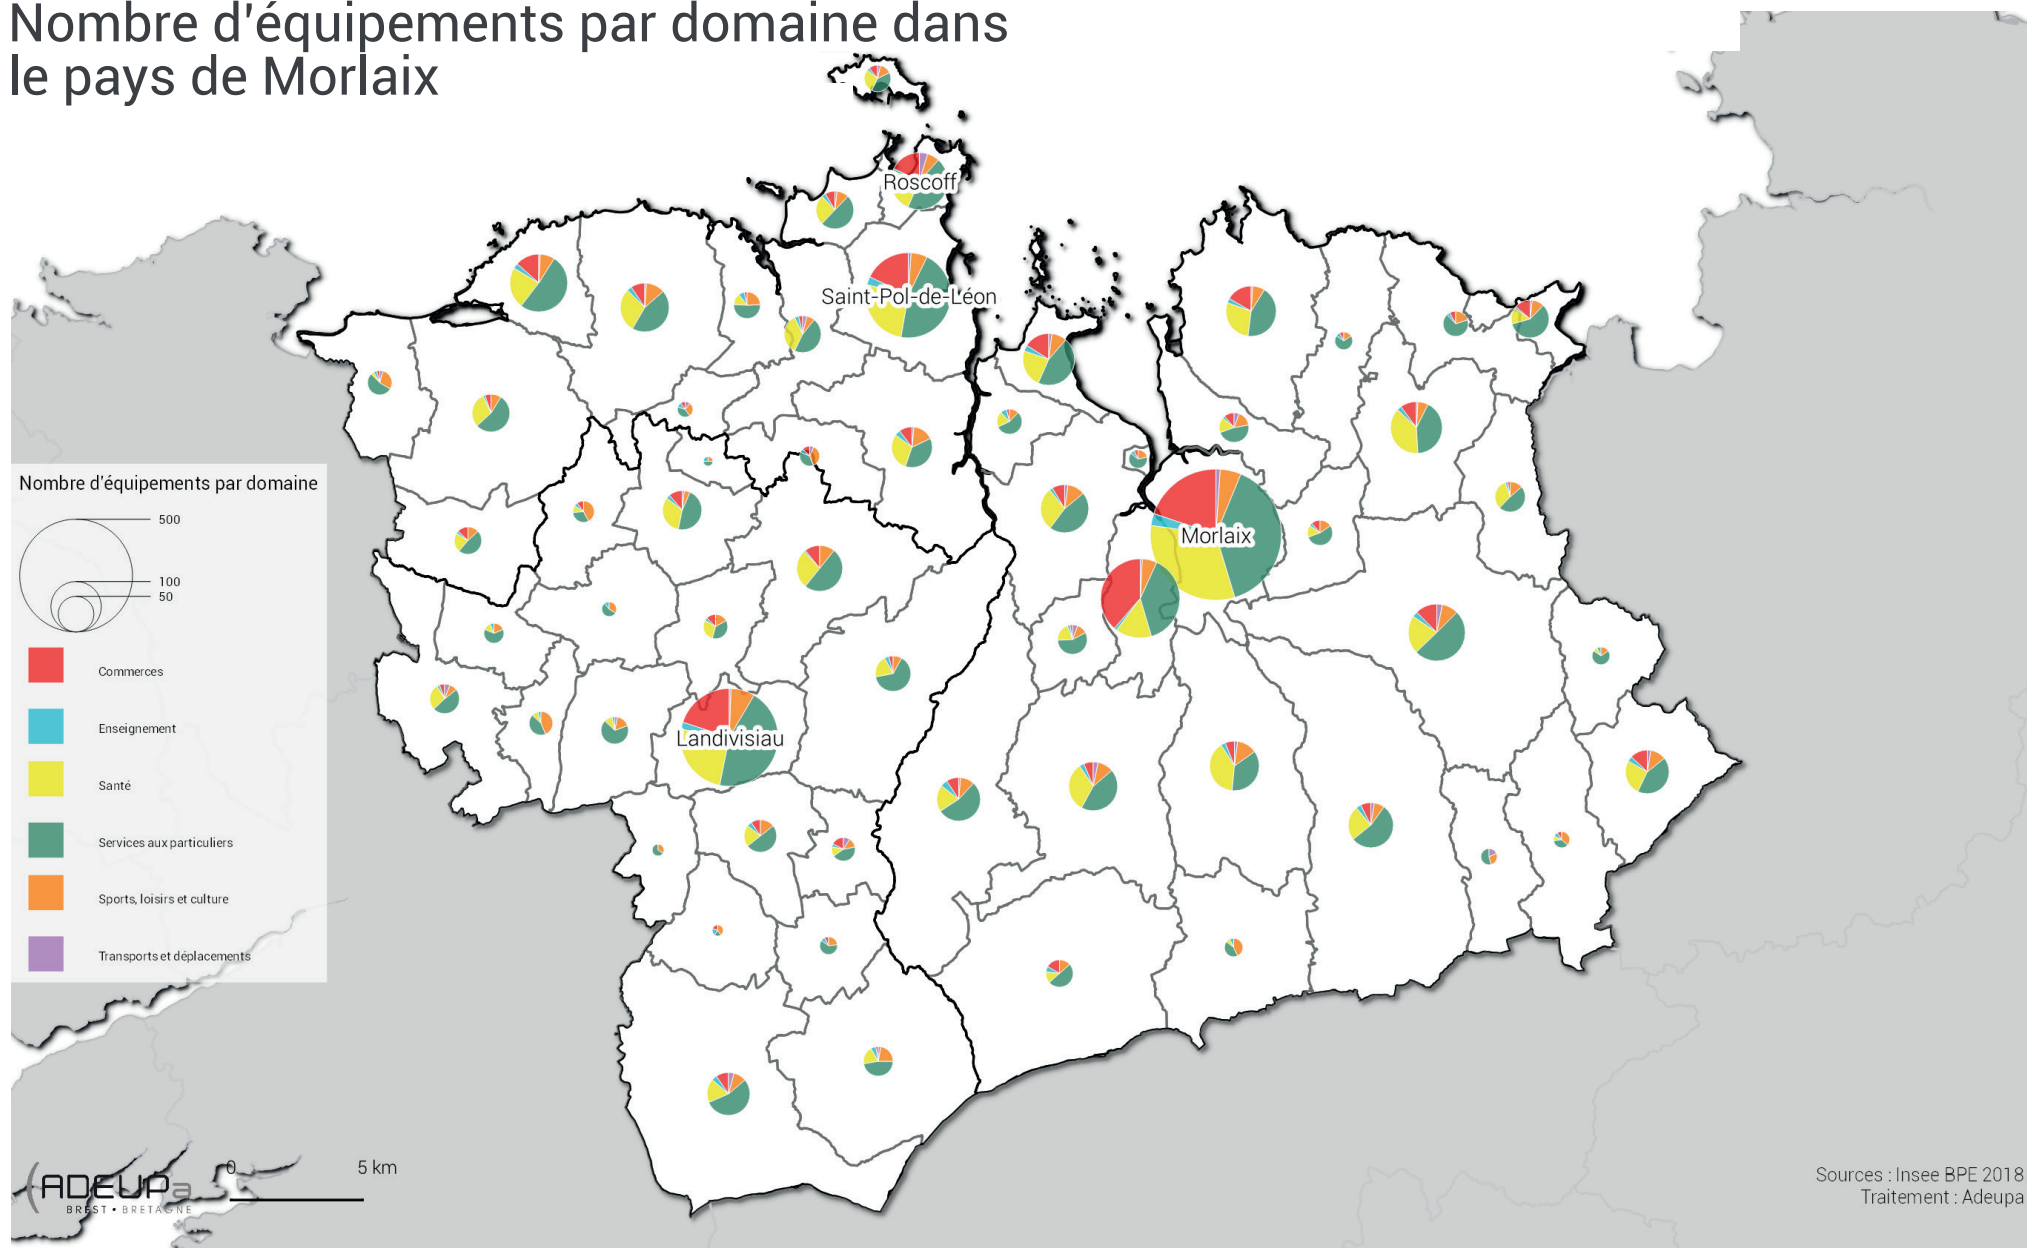 Nombre d'équipements par domaine dans
le pays de Morlaix
Roscoff
Saint-Pol-de-Léon
Morlaix
Landivisiau
Nombre d'équipements par domaine
500
100
50
Commerces
Enseignement
Santé
Services aux particuliers
Sports, loisirs et culture
Transports et déplacements
0 5 km
ADEUPa
BREST • BRETAGNE
Sources : Insee BPE 2018
Traitement : Adeupa